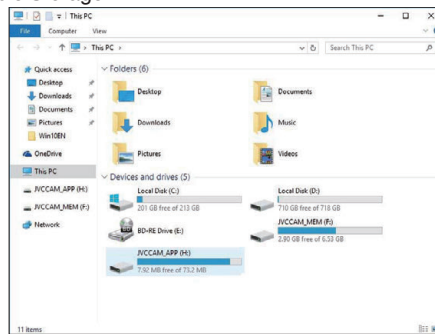 This PC
File Computer View
This PC
Search This PC
Quick access
Desktop
Downloads
Documents
Pictures
Win10EN
OneDrive
This PC
JVCCAM_APP (H:)
JVCCAM_MEM (F:)
Network
Folders (6)
Desktop
Documents
Downloads
Music
Pictures
Videos
Devices and drives (5)
Local Disk (C:)
201 GB free of 213 GB
Local Disk (D:)
710 GB free of 718 GB
BD-RE Drive (E:)
JVCCAM_MEM (F:)
2.90 GB free of 6.53 GB
JVCCAM_APP (H:)
7.92 MB free of 73.2 MB
11 items